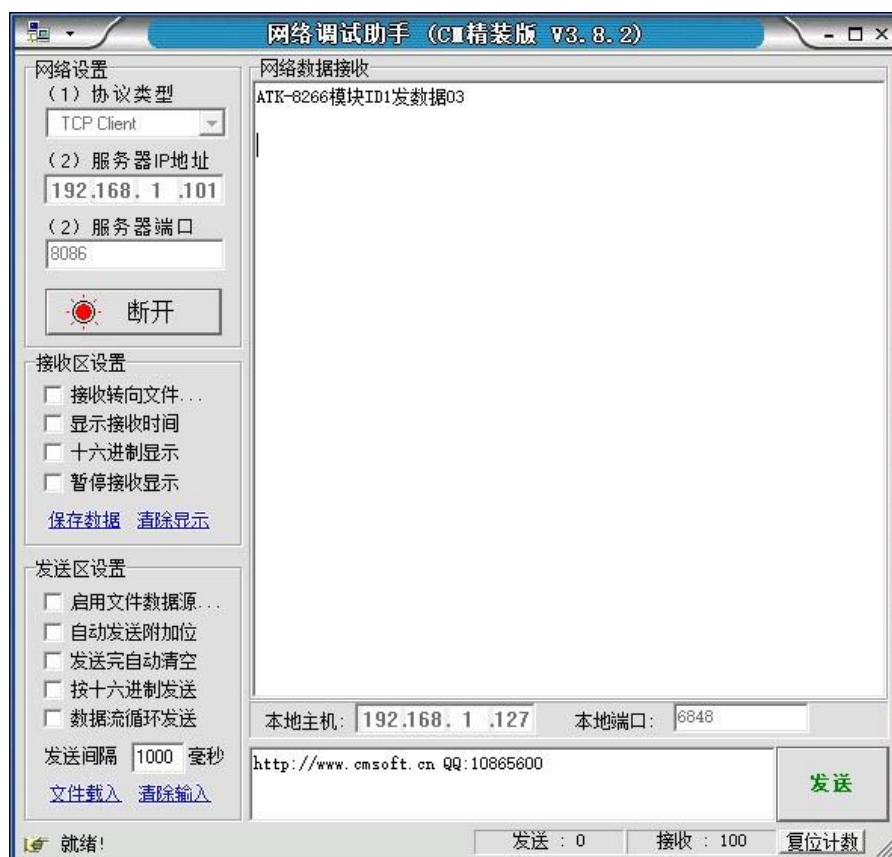 网络调试助手 (CⅢ精装版 V3.8.2)
网络设置
(1) 协议类型
TCP Client
(2) 服务器IP地址
192.168. 1 .101
(2) 服务器端口
8086
断开
接收区设置
接收转向文件...
显示接收时间
十六进制显示
暂停接收显示
保存数据 清除显示
发送区设置
启用文件数据源...
自动发送附加位
发送完自动清空
按十六进制发送
数据流循环发送
发送间隔 1000 毫秒
文件载入 清除输入
网络数据接收
ATK-8266模块ID1发数据03
本地主机: 192.168. 1 .127 本地端口: 6848
http://www.cmsoft.cn QQ:10865600
发送
就绪! 发送 : 0 接收 : 100 复位计数